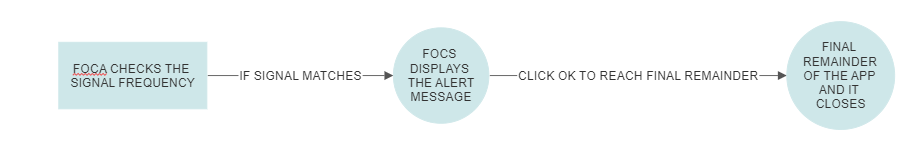 FOCA CHECKS THE
SIGNAL FREQUENCY
IF SIGNAL MATCHES
FOCS
DISPLAYS
THE ALERT
MESSAGE
CLICK OK TO REACH FINAL REMAINDER
FINAL
REMAINDER
OF THE APP
AND IT
CLOSES